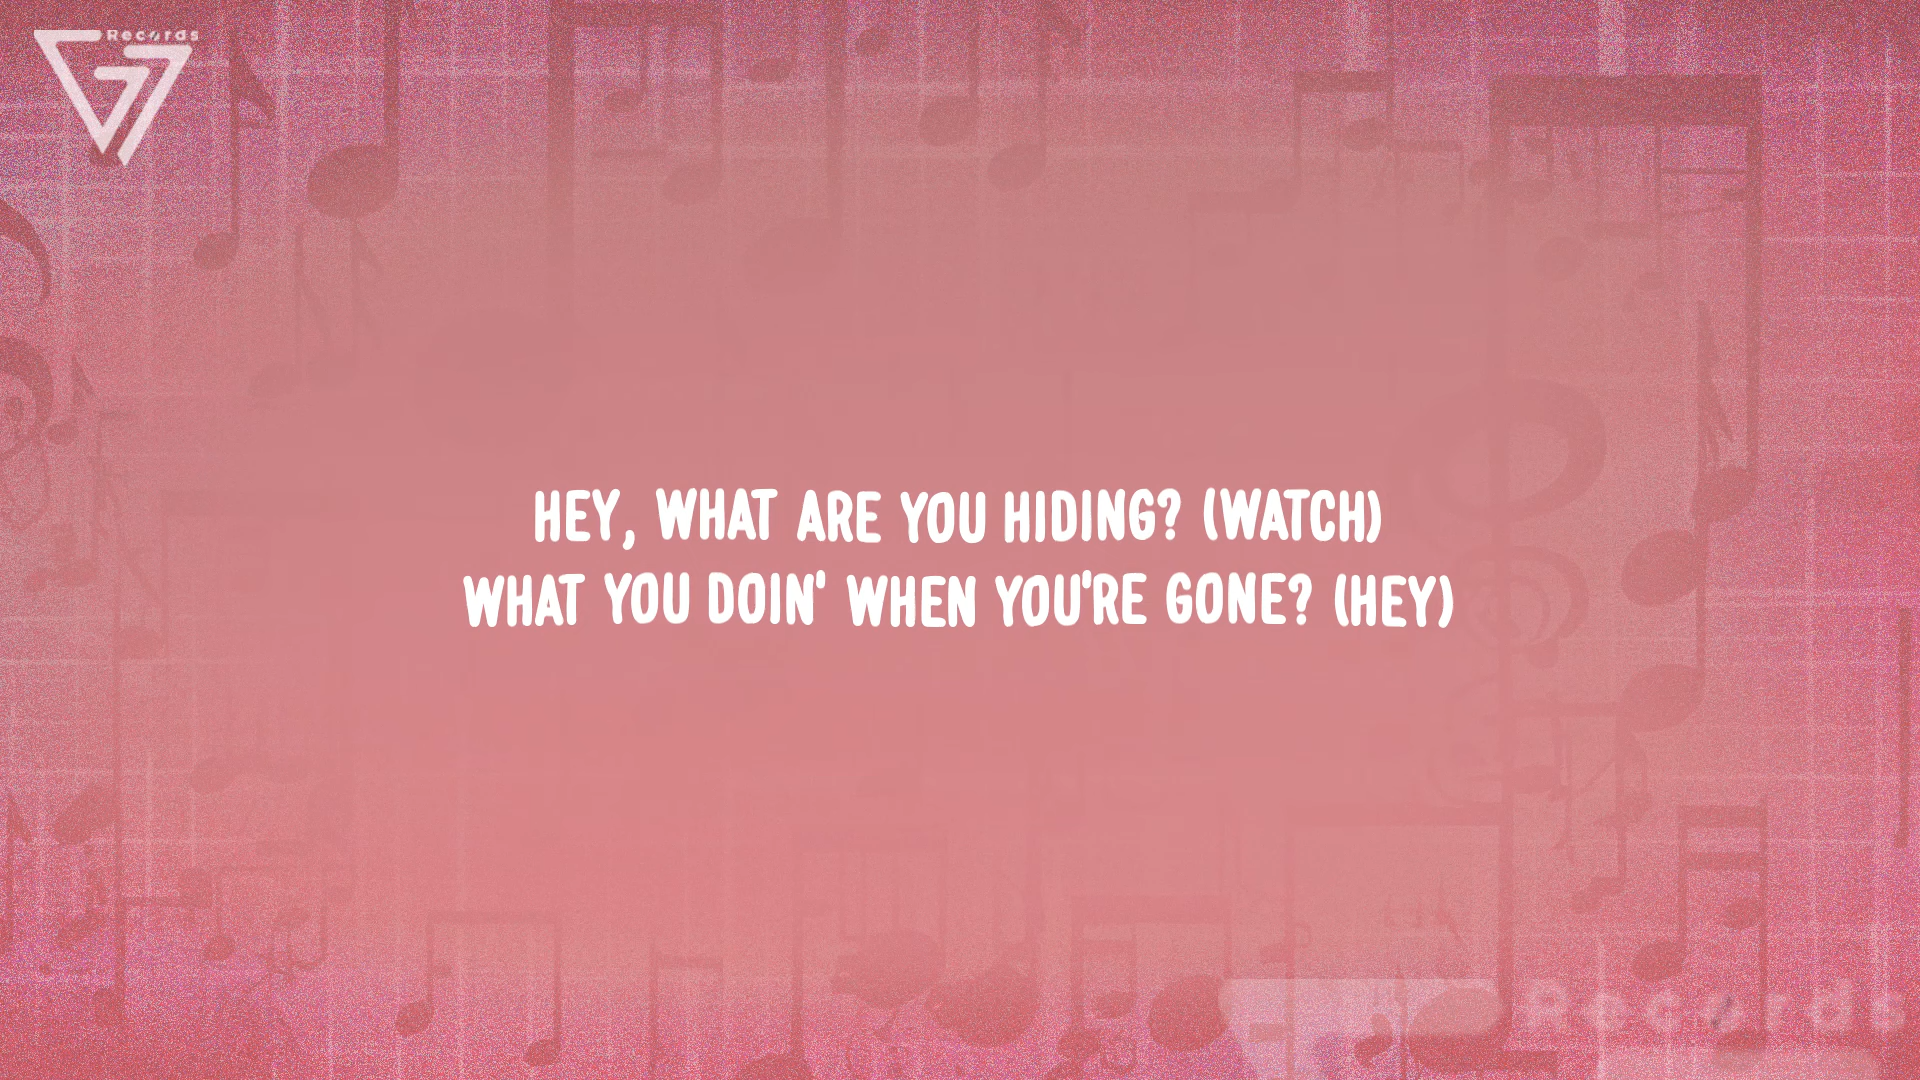 Records
HEY, WHAT ARE YOU HIDING? (WATCH)
WHAT YOU DOIN' WHEN YOU'RE GONE? (HEY)
Records